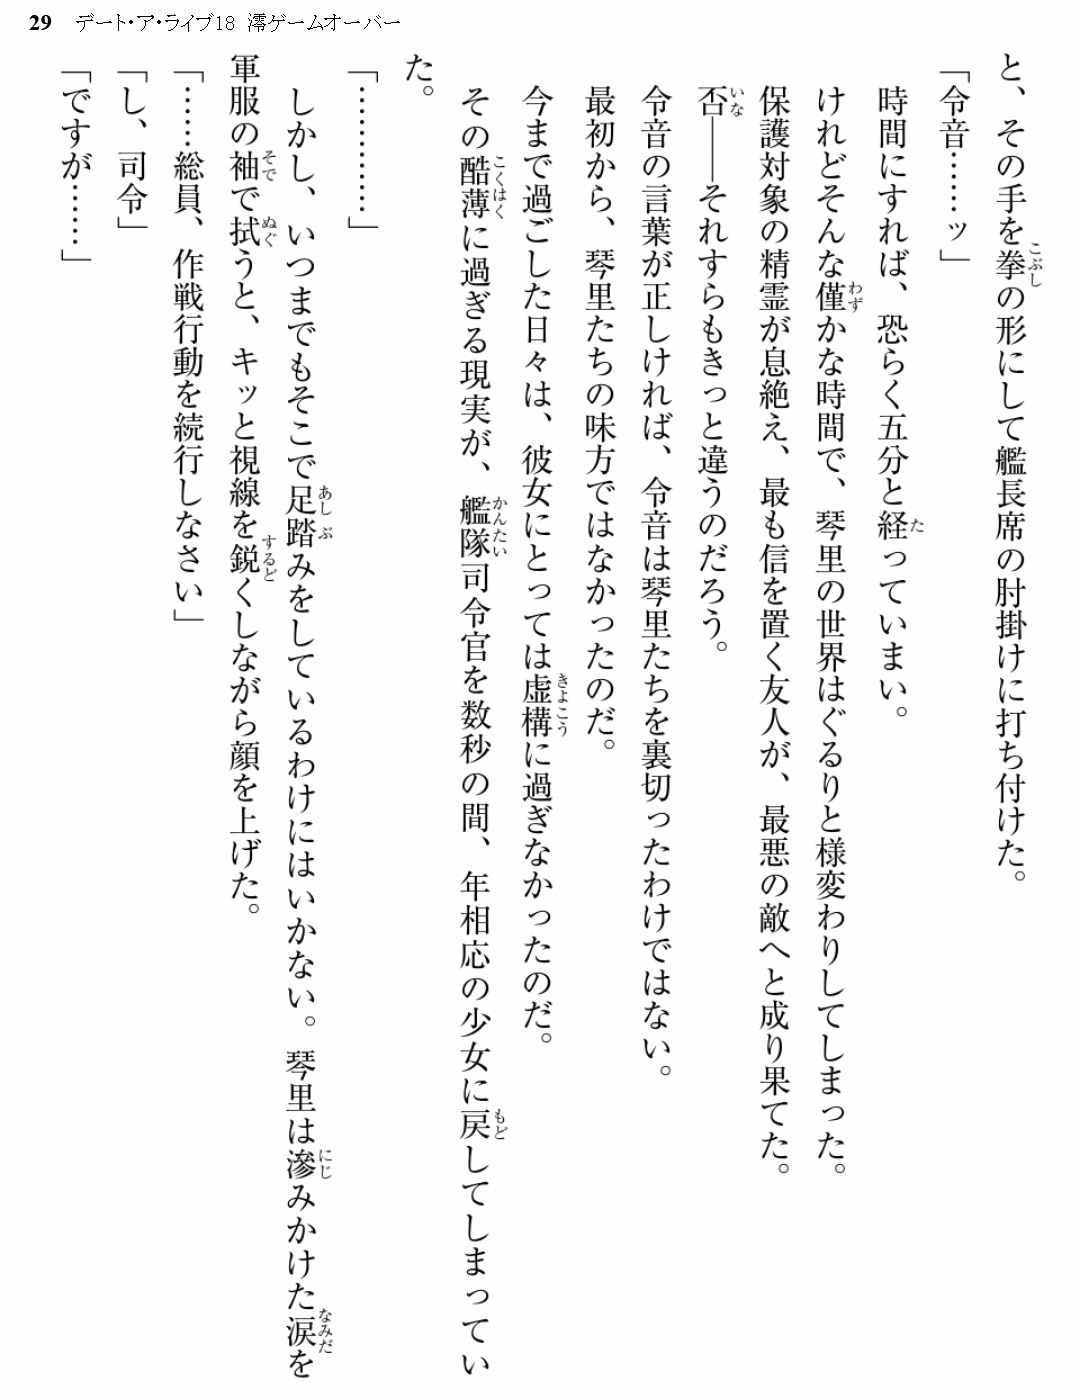 29 デート・ア・ライブ18 澪ゲームオーバー
と、その手を拳の形にして艦長席の肘掛けに打ち付けた。
「令音……ッ」
時間にすれば、恐らく五分と経っていまい。
けれどそんな僅かな時間で、琴里の世界はぐるりと様変わりしてしまった。
保護対象の精霊が息絶え、最も信を置く友人が、最悪の敵へと成り果てた。
否――それすらもきっと違うのだろう。
令音の言葉が正しければ、令音は琴里たちを裏切ったわけではない。
最初から、琴里たちの味方ではなかったのだ。
今まで過ごした日々は、彼女にとっては虚構に過ぎなかったのだ。
その酷薄に過ぎる現実が、艦隊司令官を数秒の間、年相応の少女に戻してしまってい
た。
「…………」
しかし、いつまでもそこで足踏みをしているわけにはいかない。琴里は滲みかけた涙を
軍服の袖で拭うと、キッと視線を鋭くしながら顔を上げた。
「……総員、作戦行動を続行しなさい」
「し、司令」
「ですが……」